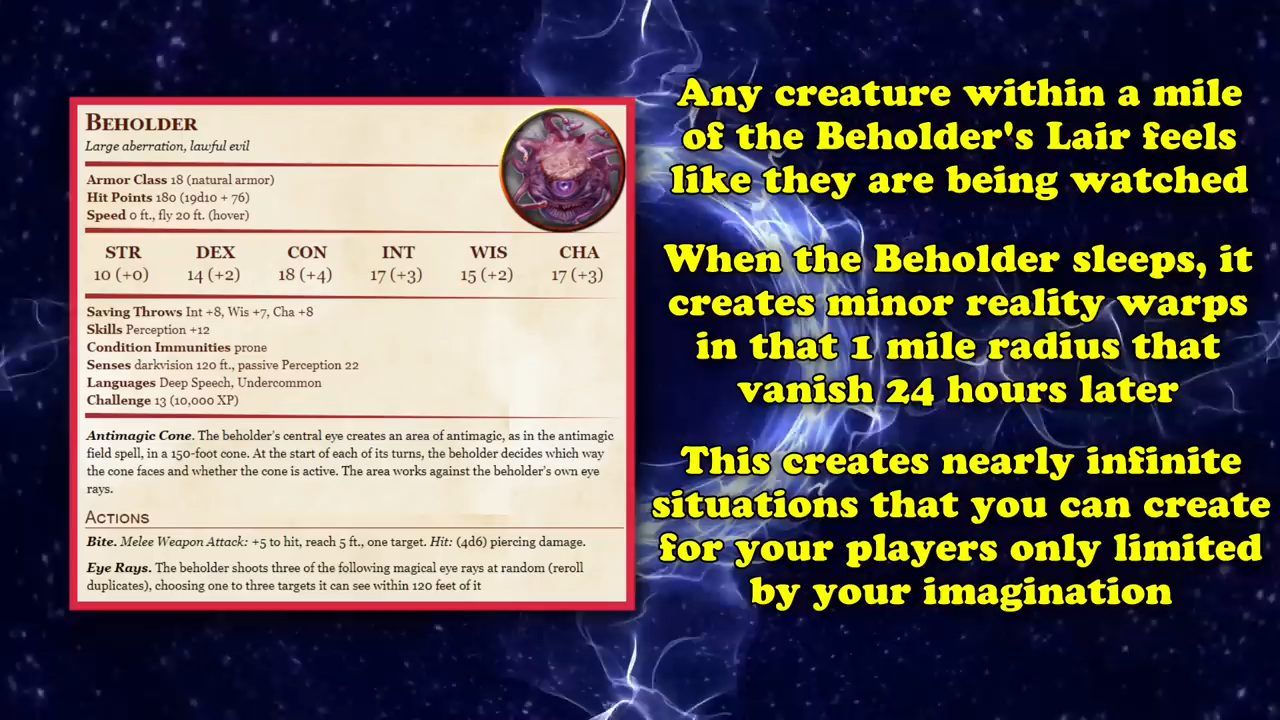 BEHOLDER
Large aberration, lawful evil
Armor Class 18 (natural armor)
Hit Points 180 (19d10 + 76)
Speed 0 ft., fly 20 ft. (hover)
STR DEX CON INT WIS CHA
10 (+0) 14 (+2) 18 (+4) 17 (+3) 15 (+2) 17 (+3)
Saving Throws Int +8, Wis +7, Cha +8
Skills Perception +12
Condition Immunities prone
Senses darkvision 120 ft., passive Perception 22
Languages Deep Speech, Undercommon
Challenge 13 (10,000 XP)
Antimagic Cone. The beholder's central eye creates an area of antimagic, as in the antimagic
field spell, in a 150-foot cone. At the start of each of its turns, the beholder decides which way
the cone faces and whether the cone is active. The area works against the beholder's own eye
rays.
ACTIONS
Bite. Melee Weapon Attack: +5 to hit, reach 5 ft., one target. Hit: (4d6) piercing damage.
Eye Rays. The beholder shoots three of the following magical eye rays at random (reroll
duplicates), choosing one to three targets it can see within 120 feet of it
Any creature within a mile
of the Beholder's Lair feels
like they are being watched
When the Beholder sleeps, it
creates minor reality warps
in that 1 mile radius that
vanish 24 hours later
This creates nearly infinite
situations that you can create
for your players only limited
by your imagination